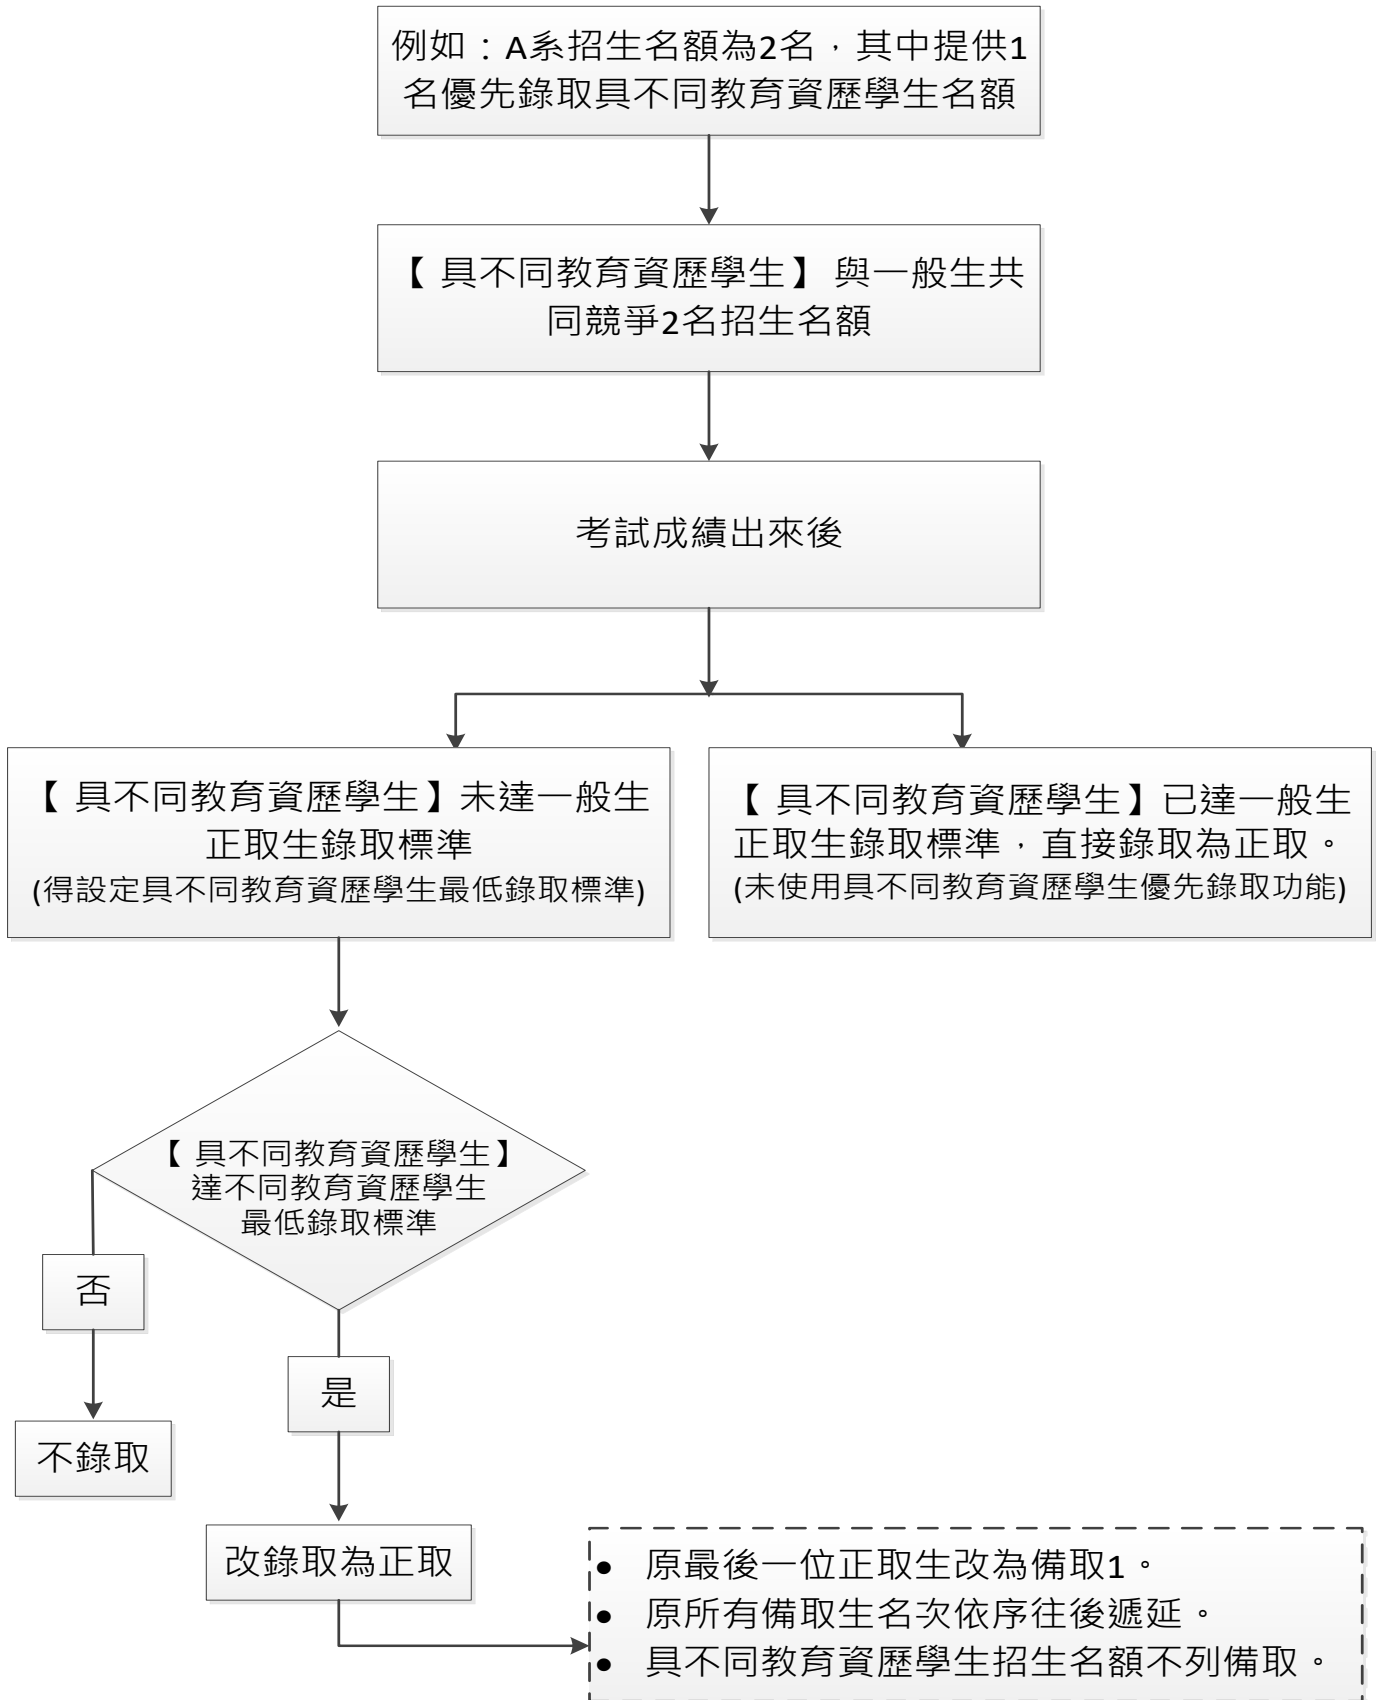 例如：A系招生名額為2名，其中提供1
名優先錄取具不同教育資歷學生名額
【 具不同教育資歷學生】 與一般生共
同競爭2名招生名額
考試成績出來後
【 具不同教育資歷學生】未達一般生
正取生錄取標準
(得設定具不同教育資歷學生最低錄取標準)
【 具不同教育資歷學生】已達一般生
正取生錄取標準，直接錄取為正取。
(未使用具不同教育資歷學生優先錄取功能)
【 具不同教育資歷學生】
達不同教育資歷學生
最低錄取標準
否
是
不錄取
改錄取為正取
• 原最後一位正取生改為備取1。
• 原所有備取生名次依序往後遞延。
• 具不同教育資歷學生招生名額不列備取。